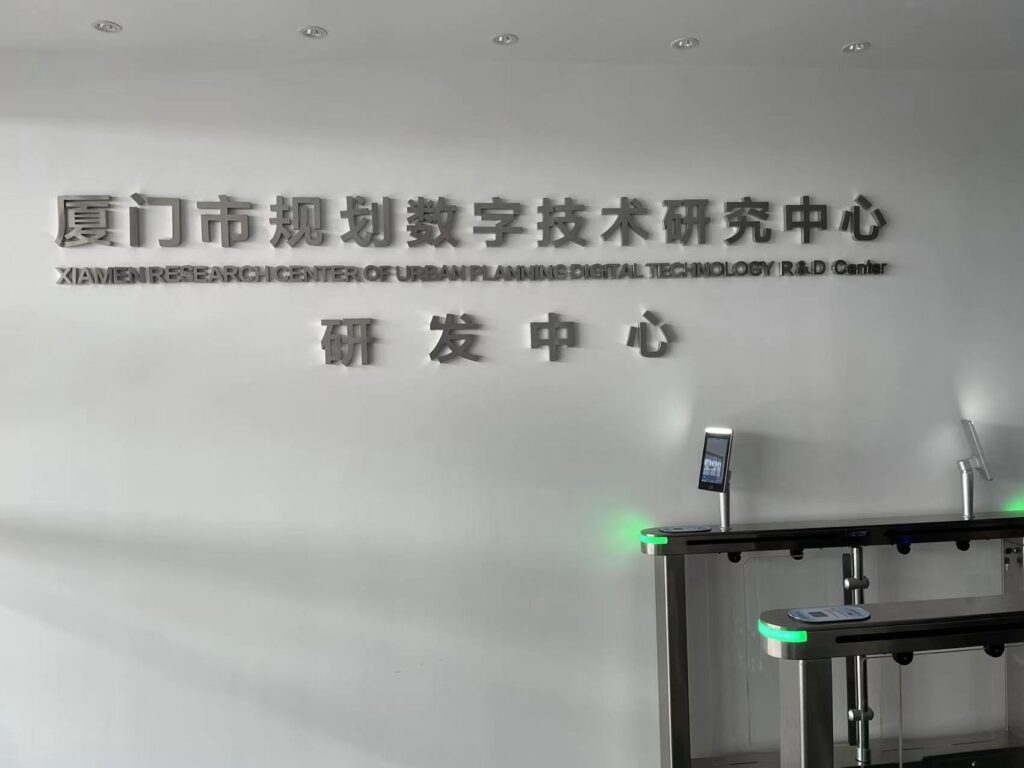 厦门市规划数字技术研究中心
XIAMEN RESEARCH CENTER OF URBAN PLANNING DIGITAL TECHNOLOGY R&D Center
研发中心